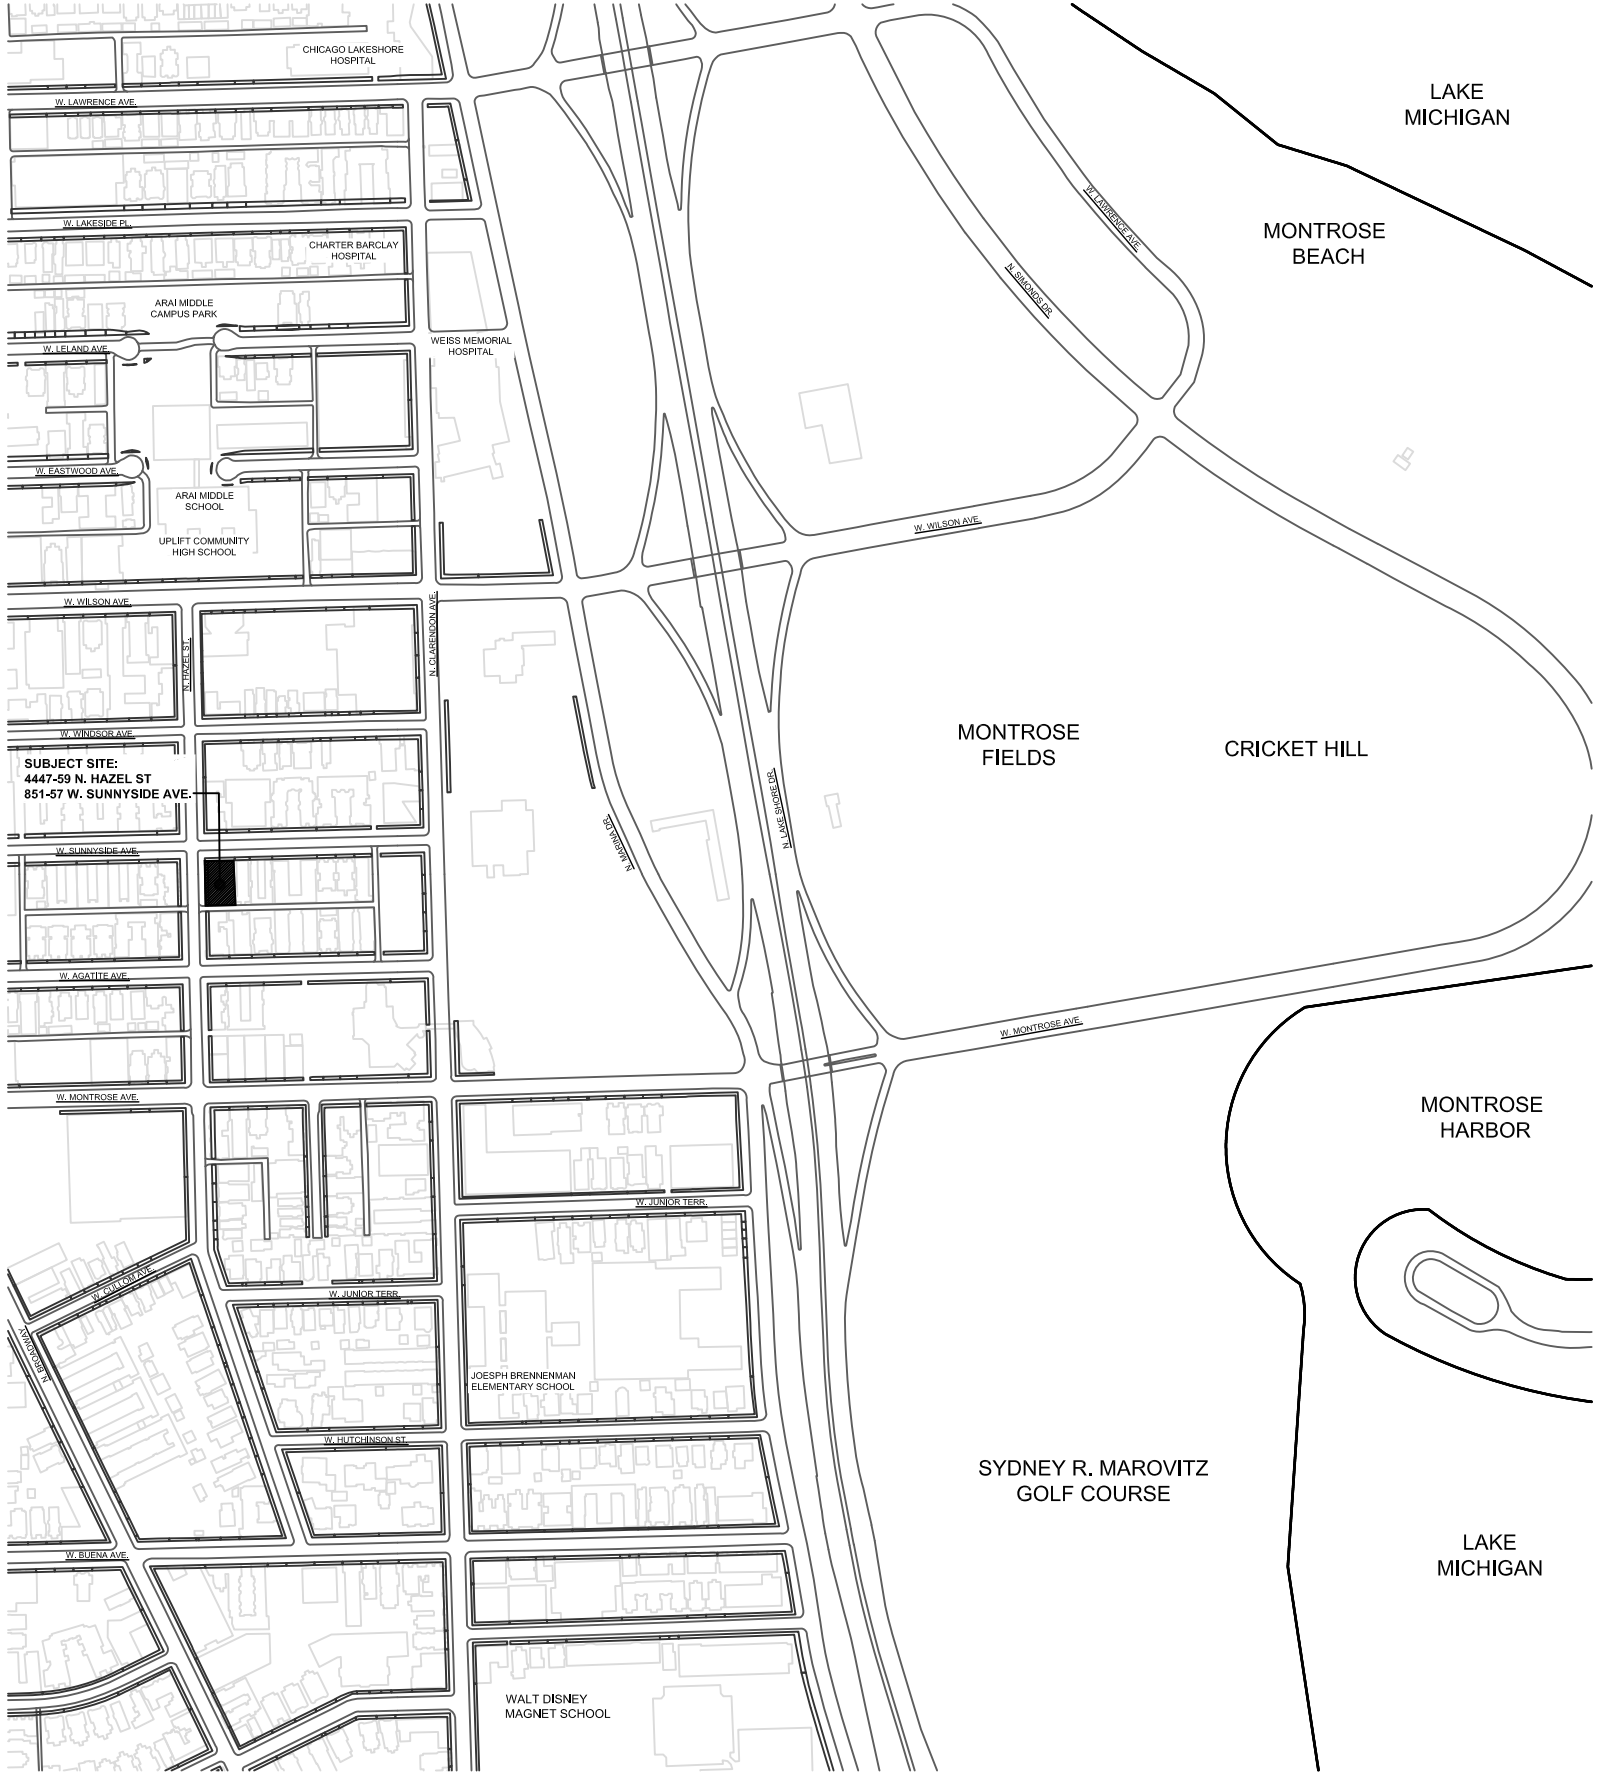 CHICAGO LAKESHORE
HOSPITAL
LAKE
MICHIGAN
W. LAWRENCE AVE.
W. LAWRENCE AVE.
W. LAKESIDE PL.
MONTROSE
BEACH
CHARTER BARCLAY
HOSPITAL
N. SIMONDS DR.
ARAI MIDDLE
CAMPUS PARK
WEISS MEMORIAL
HOSPITAL
W. LELAND AVE.
W. EASTWOOD AVE.
ARAI MIDDLE
SCHOOL
W. WILSON AVE.
UPLIFT COMMUNITY
HIGH SCHOOL
W. WILSON AVE.
N. CLARENDON AVE.
N. HAZEL ST.
W. WINDSOR AVE.
MONTROSE
FIELDS
CRICKET HILL
SUBJECT SITE:
4447-59 N. HAZEL ST
851-57 W. SUNNYSIDE AVE.
N. LAKE SHORE DR.
N. MARINA DR.
W. SUNNYSIDE AVE.
W. AGATITE AVE.
W. MONTROSE AVE.
W. MONTROSE AVE.
MONTROSE
HARBOR
W. JUNIOR TERR.
W. CULLOM AVE.
W. JUNIOR TERR.
N. BROADWAY
JOESPH BRENNENMAN
ELEMENTARY SCHOOL
W. HUTCHINSON ST.
SYDNEY R. MAROVITZ
GOLF COURSE
LAKE
MICHIGAN
W. BUENA AVE.
WALT DISNEY
MAGNET SCHOOL